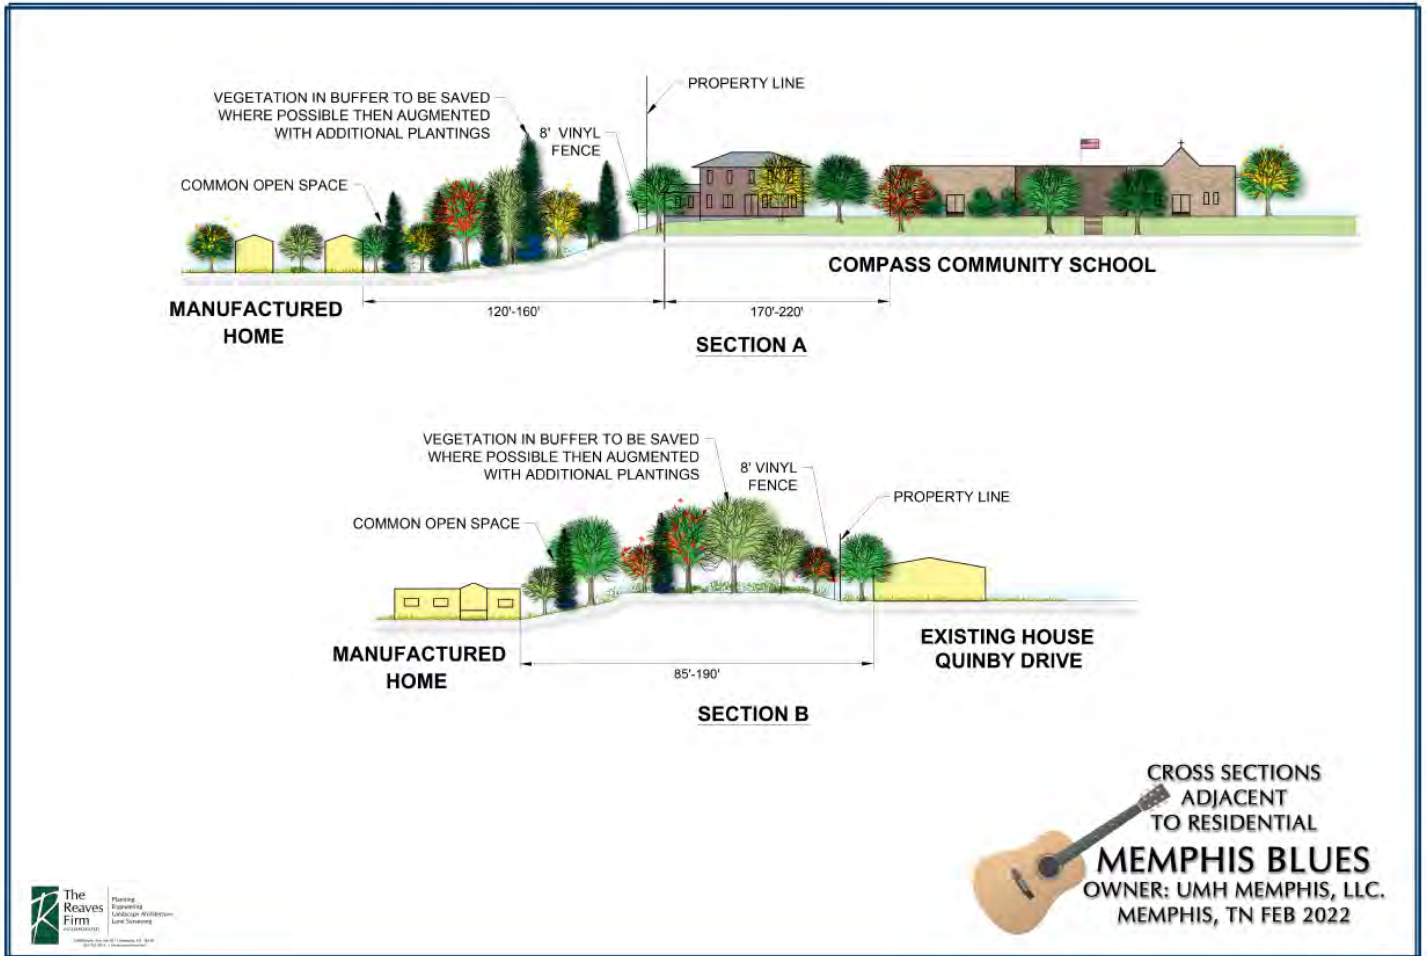 PROPERTY LINE
VEGETATION IN BUFFER TO BE SAVED
WHERE POSSIBLE THEN AUGMENTED
WITH ADDITIONAL PLANTINGS
8' VINYL
FENCE
COMMON OPEN SPACE
COMPASS COMMUNITY SCHOOL
MANUFACTURED
HOME
120'-160'
170'-220'
SECTION A
VEGETATION IN BUFFER TO BE SAVED
WHERE POSSIBLE THEN AUGMENTED
WITH ADDITIONAL PLANTINGS
8' VINYL
FENCE
PROPERTY LINE
COMMON OPEN SPACE
EXISTING HOUSE
QUINBY DRIVE
MANUFACTURED
HOME
85'-190'
SECTION B
CROSS SECTIONS
ADJACENT
TO RESIDENTIAL
MEMPHIS BLUES
OWNER: UMH MEMPHIS, LLC.
MEMPHIS, TN FEB 2022
R
The
Reaves
Firm
INCORPORATED
Planning
Engineering
Landscape Architecture
Land Surveying